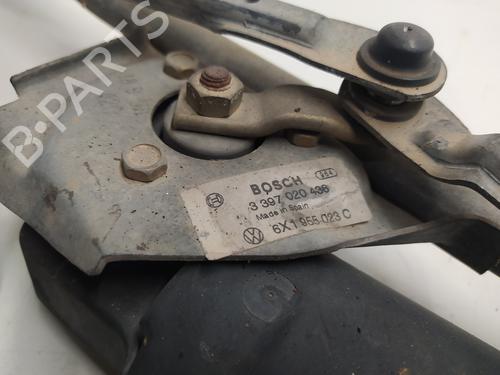 B-PARTS
BOSCH
3 397 020 436
Made in Spain
6X1 955 023 C